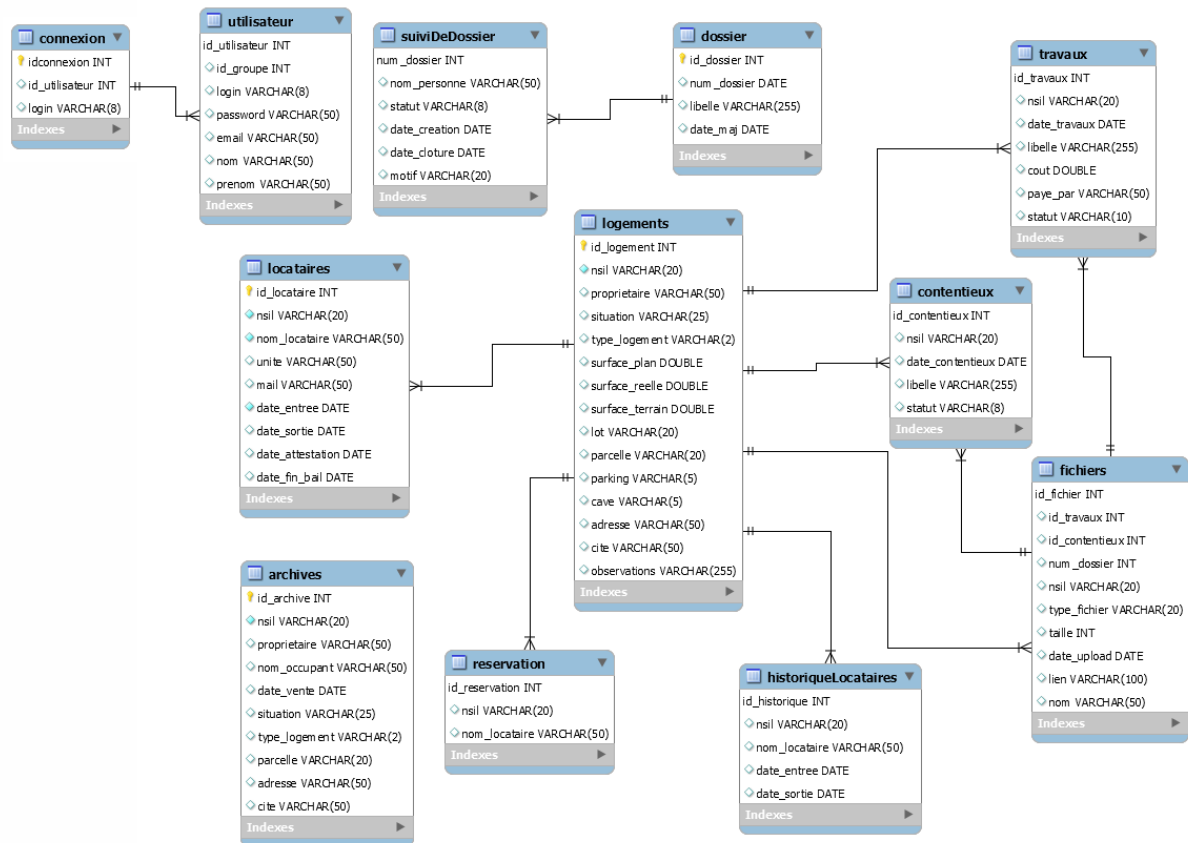 connexion
idconnexion INT
id_utilisateur INT
login VARCHAR(8)
Indexes
utilisateur
id_utilisateur INT
id_groupe INT
login VARCHAR(8)
password VARCHAR(50)
email VARCHAR(50)
nom VARCHAR(50)
prenom VARCHAR(50)
Indexes
suiviDeDossier
num_dossier INT
nom_personne VARCHAR(50)
statut VARCHAR(8)
date_creation DATE
date_cloture DATE
motif VARCHAR(20)
Indexes
dossier
id_dossier INT
num_dossier DATE
libelle VARCHAR(255)
date_maj DATE
Indexes
travaux
id_travaux INT
nsil VARCHAR(20)
date_travaux DATE
libelle VARCHAR(255)
cout DOUBLE
paye_par VARCHAR(50)
statut VARCHAR(10)
Indexes
locataires
id_locataire INT
nsil VARCHAR(20)
nom_locataire VARCHAR(50)
unite VARCHAR(50)
mail VARCHAR(50)
date_entree DATE
date_sortie DATE
date_attestation DATE
date_fin_bail DATE
Indexes
logements
id_logement INT
nsil VARCHAR(20)
proprietaire VARCHAR(50)
situation VARCHAR(25)
type_logement VARCHAR(2)
surface_plan DOUBLE
surface_reelle DOUBLE
surface_terrain DOUBLE
lot VARCHAR(20)
parcelle VARCHAR(20)
parking VARCHAR(5)
cave VARCHAR(5)
adresse VARCHAR(50)
cite VARCHAR(50)
observations VARCHAR(255)
Indexes
contentieux
id_contentieux INT
nsil VARCHAR(20)
date_contentieux DATE
libelle VARCHAR(255)
statut VARCHAR(8)
Indexes
fichiers
id_fichier INT
id_travaux INT
id_contentieux INT
num_dossier INT
nsil VARCHAR(20)
type_fichier VARCHAR(20)
taille INT
date_upload DATE
lien VARCHAR(100)
nom VARCHAR(50)
Indexes
archives
id_archive INT
nsil VARCHAR(20)
proprietaire VARCHAR(50)
nom_occupant VARCHAR(50)
date_vente DATE
situation VARCHAR(25)
type_logement VARCHAR(2)
parcelle VARCHAR(20)
adresse VARCHAR(50)
cite VARCHAR(50)
Indexes
reservation
id_reservation INT
nsil VARCHAR(20)
nom_locataire VARCHAR(50)
Indexes
historiqueLocataires
id_historique INT
nsil VARCHAR(20)
nom_locataire VARCHAR(50)
date_entree DATE
date_sortie DATE
Indexes